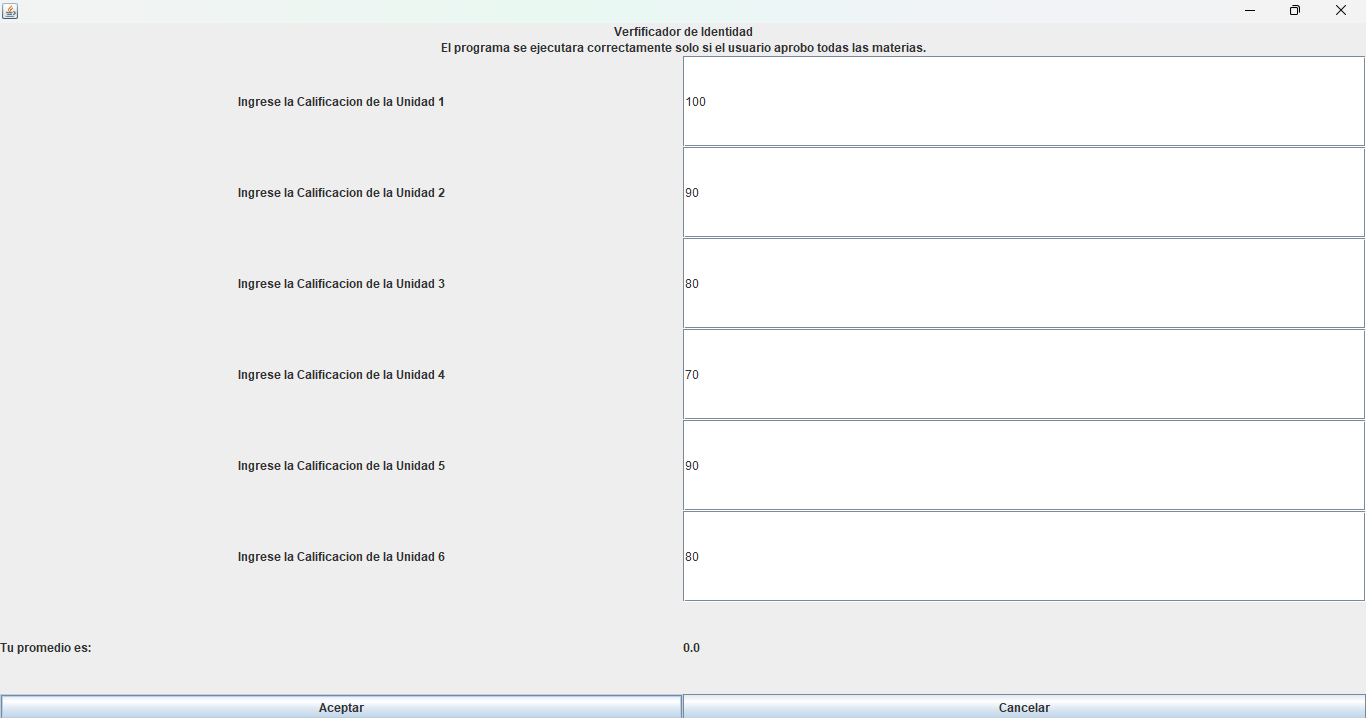 Verfificador de Identidad
El programa se ejecutara correctamente solo si el usuario aprobo todas las materias.
Ingrese la Calificacion de la Unidad 1
100
Ingrese la Calificacion de la Unidad 2
90
Ingrese la Calificacion de la Unidad 3
80
Ingrese la Calificacion de la Unidad 4
70
Ingrese la Calificacion de la Unidad 5
90
Ingrese la Calificacion de la Unidad 6
80
Tu promedio es:
0.0
Aceptar
Cancelar